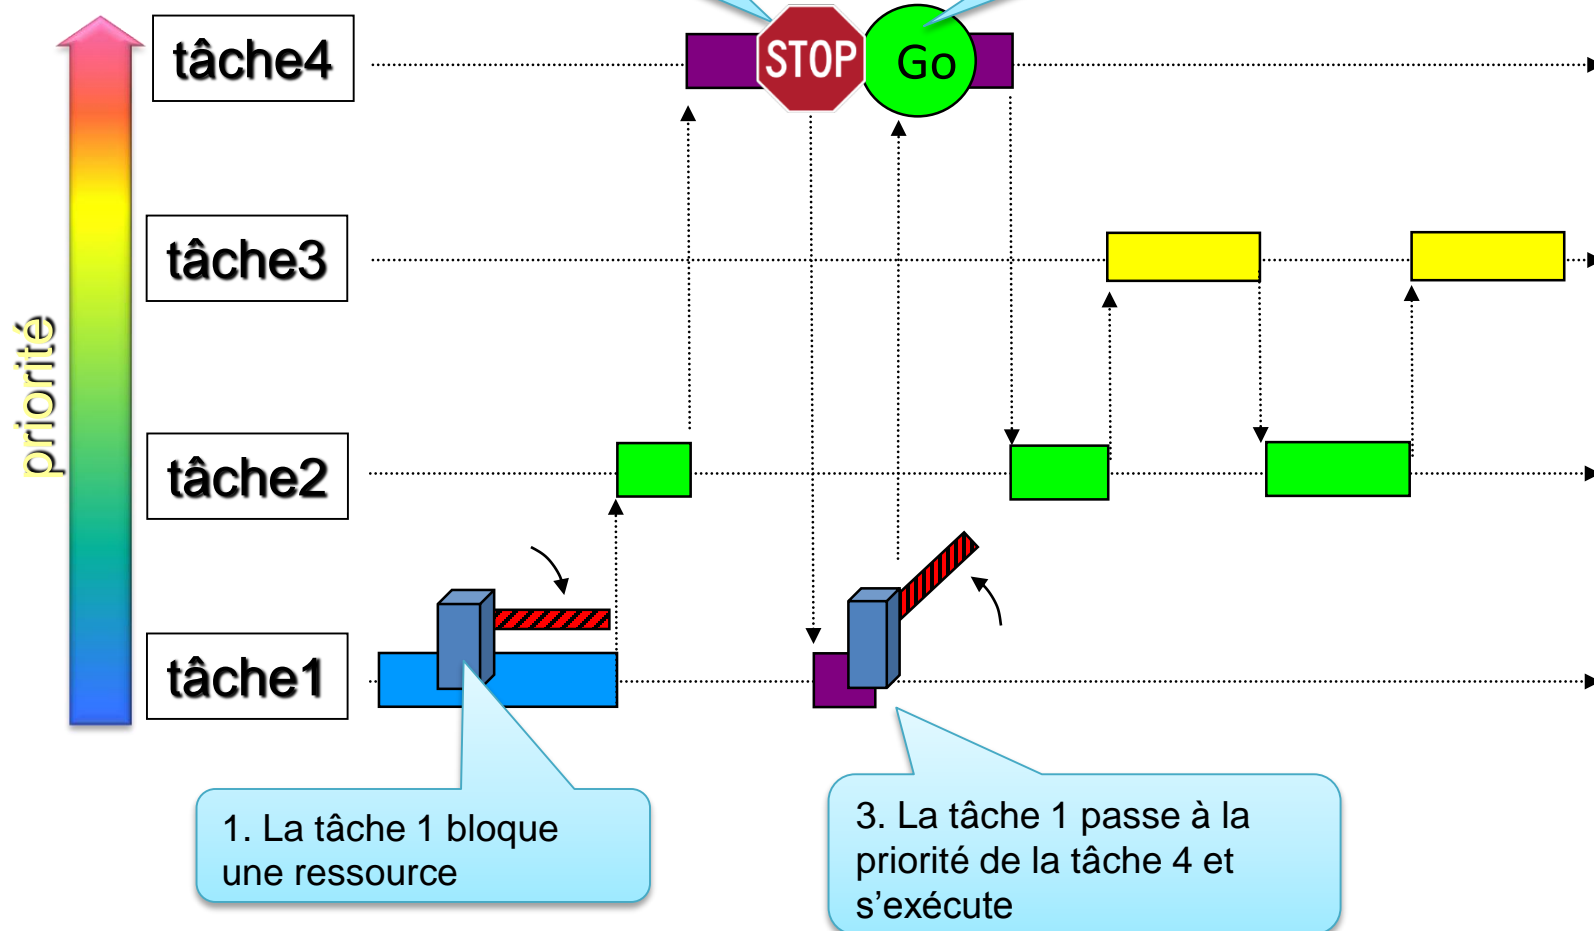 tâche4
STOP
Go
tâche3
priorité
tâche2
tâche1
1. La tâche 1 bloque
une ressource
3. La tâche 1 passe à la
priorité de la tâche 4 et
s’exécute